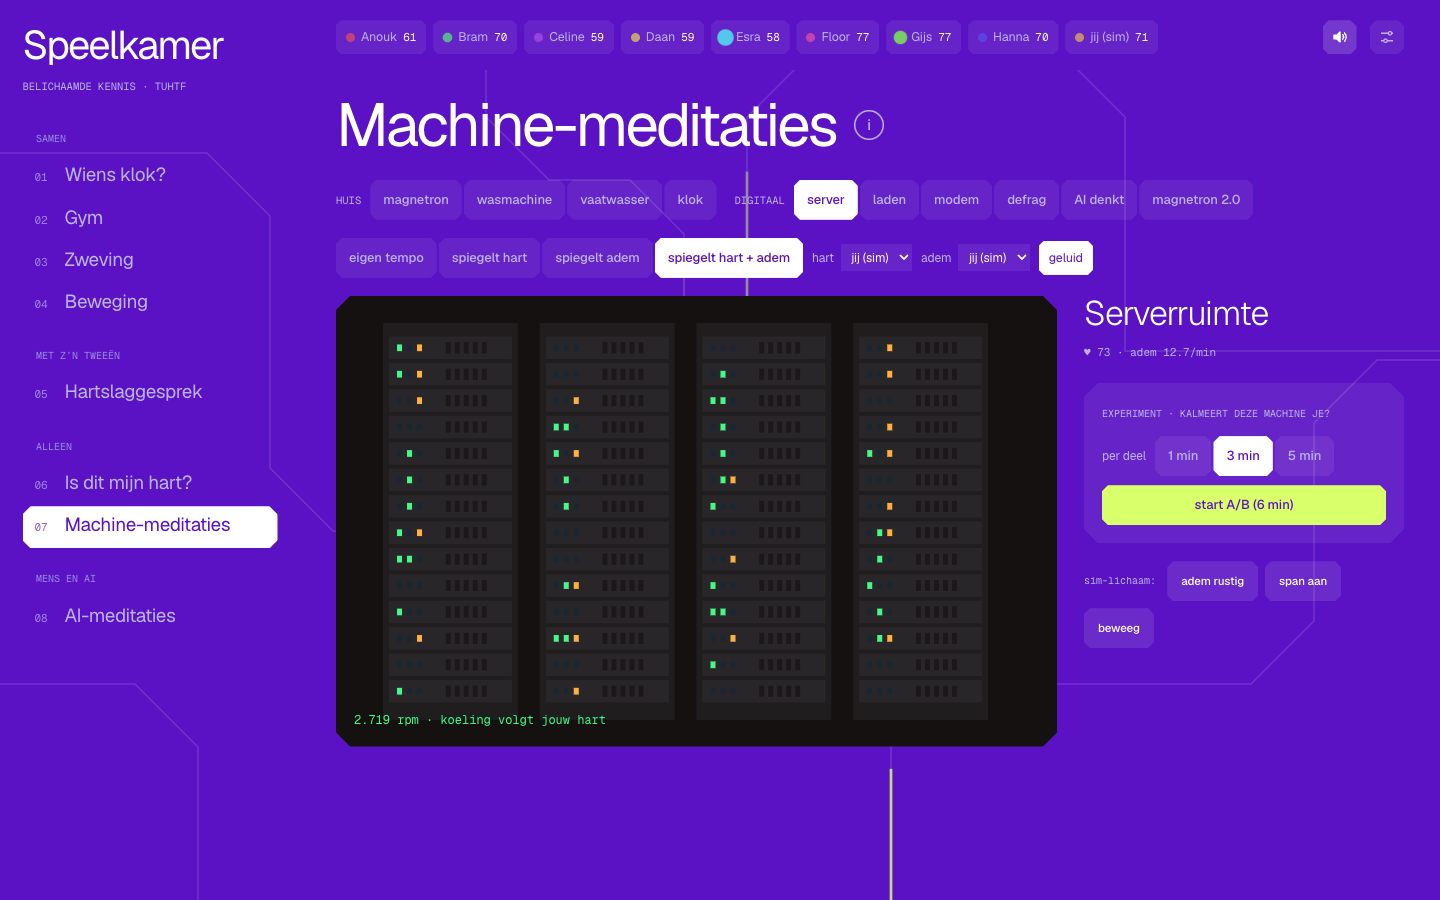 Speelkamer
BELICHAAMDE KENNIS · TUHTF
SAMEN
01 Wiens klok?
02 Gym
03 Zweving
04 Beweging
MET Z'N TWEEËN
05 Hartslaggesprek
ALLEEN
06 Is dit mijn hart?
07 Machine-meditaties
MENS EN AI
08 AI-meditaties
Anouk 61 Bram 70 Celine 59 Daan 59 Esra 58 Floor 77 Gijs 77 Hanna 70 jij (sim) 71
Machine-meditaties i
HUIS magnetron wasmachine vaatwasser klok DIGITAAL server laden modem defrag AI denkt magnetron 2.0
eigen tempo spiegelt hart spiegelt adem spiegelt hart + adem hart jij (sim) adem jij (sim) geluid
2.719 rpm · koeling volgt jouw hart
Serverruimte
♥ 73 · adem 12.7/min
EXPERIMENT · KALMEERT DEZE MACHINE JE?
per deel 1 min 3 min 5 min
start A/B (6 min)
sim-lichaam: adem rustig span aan
beweeg